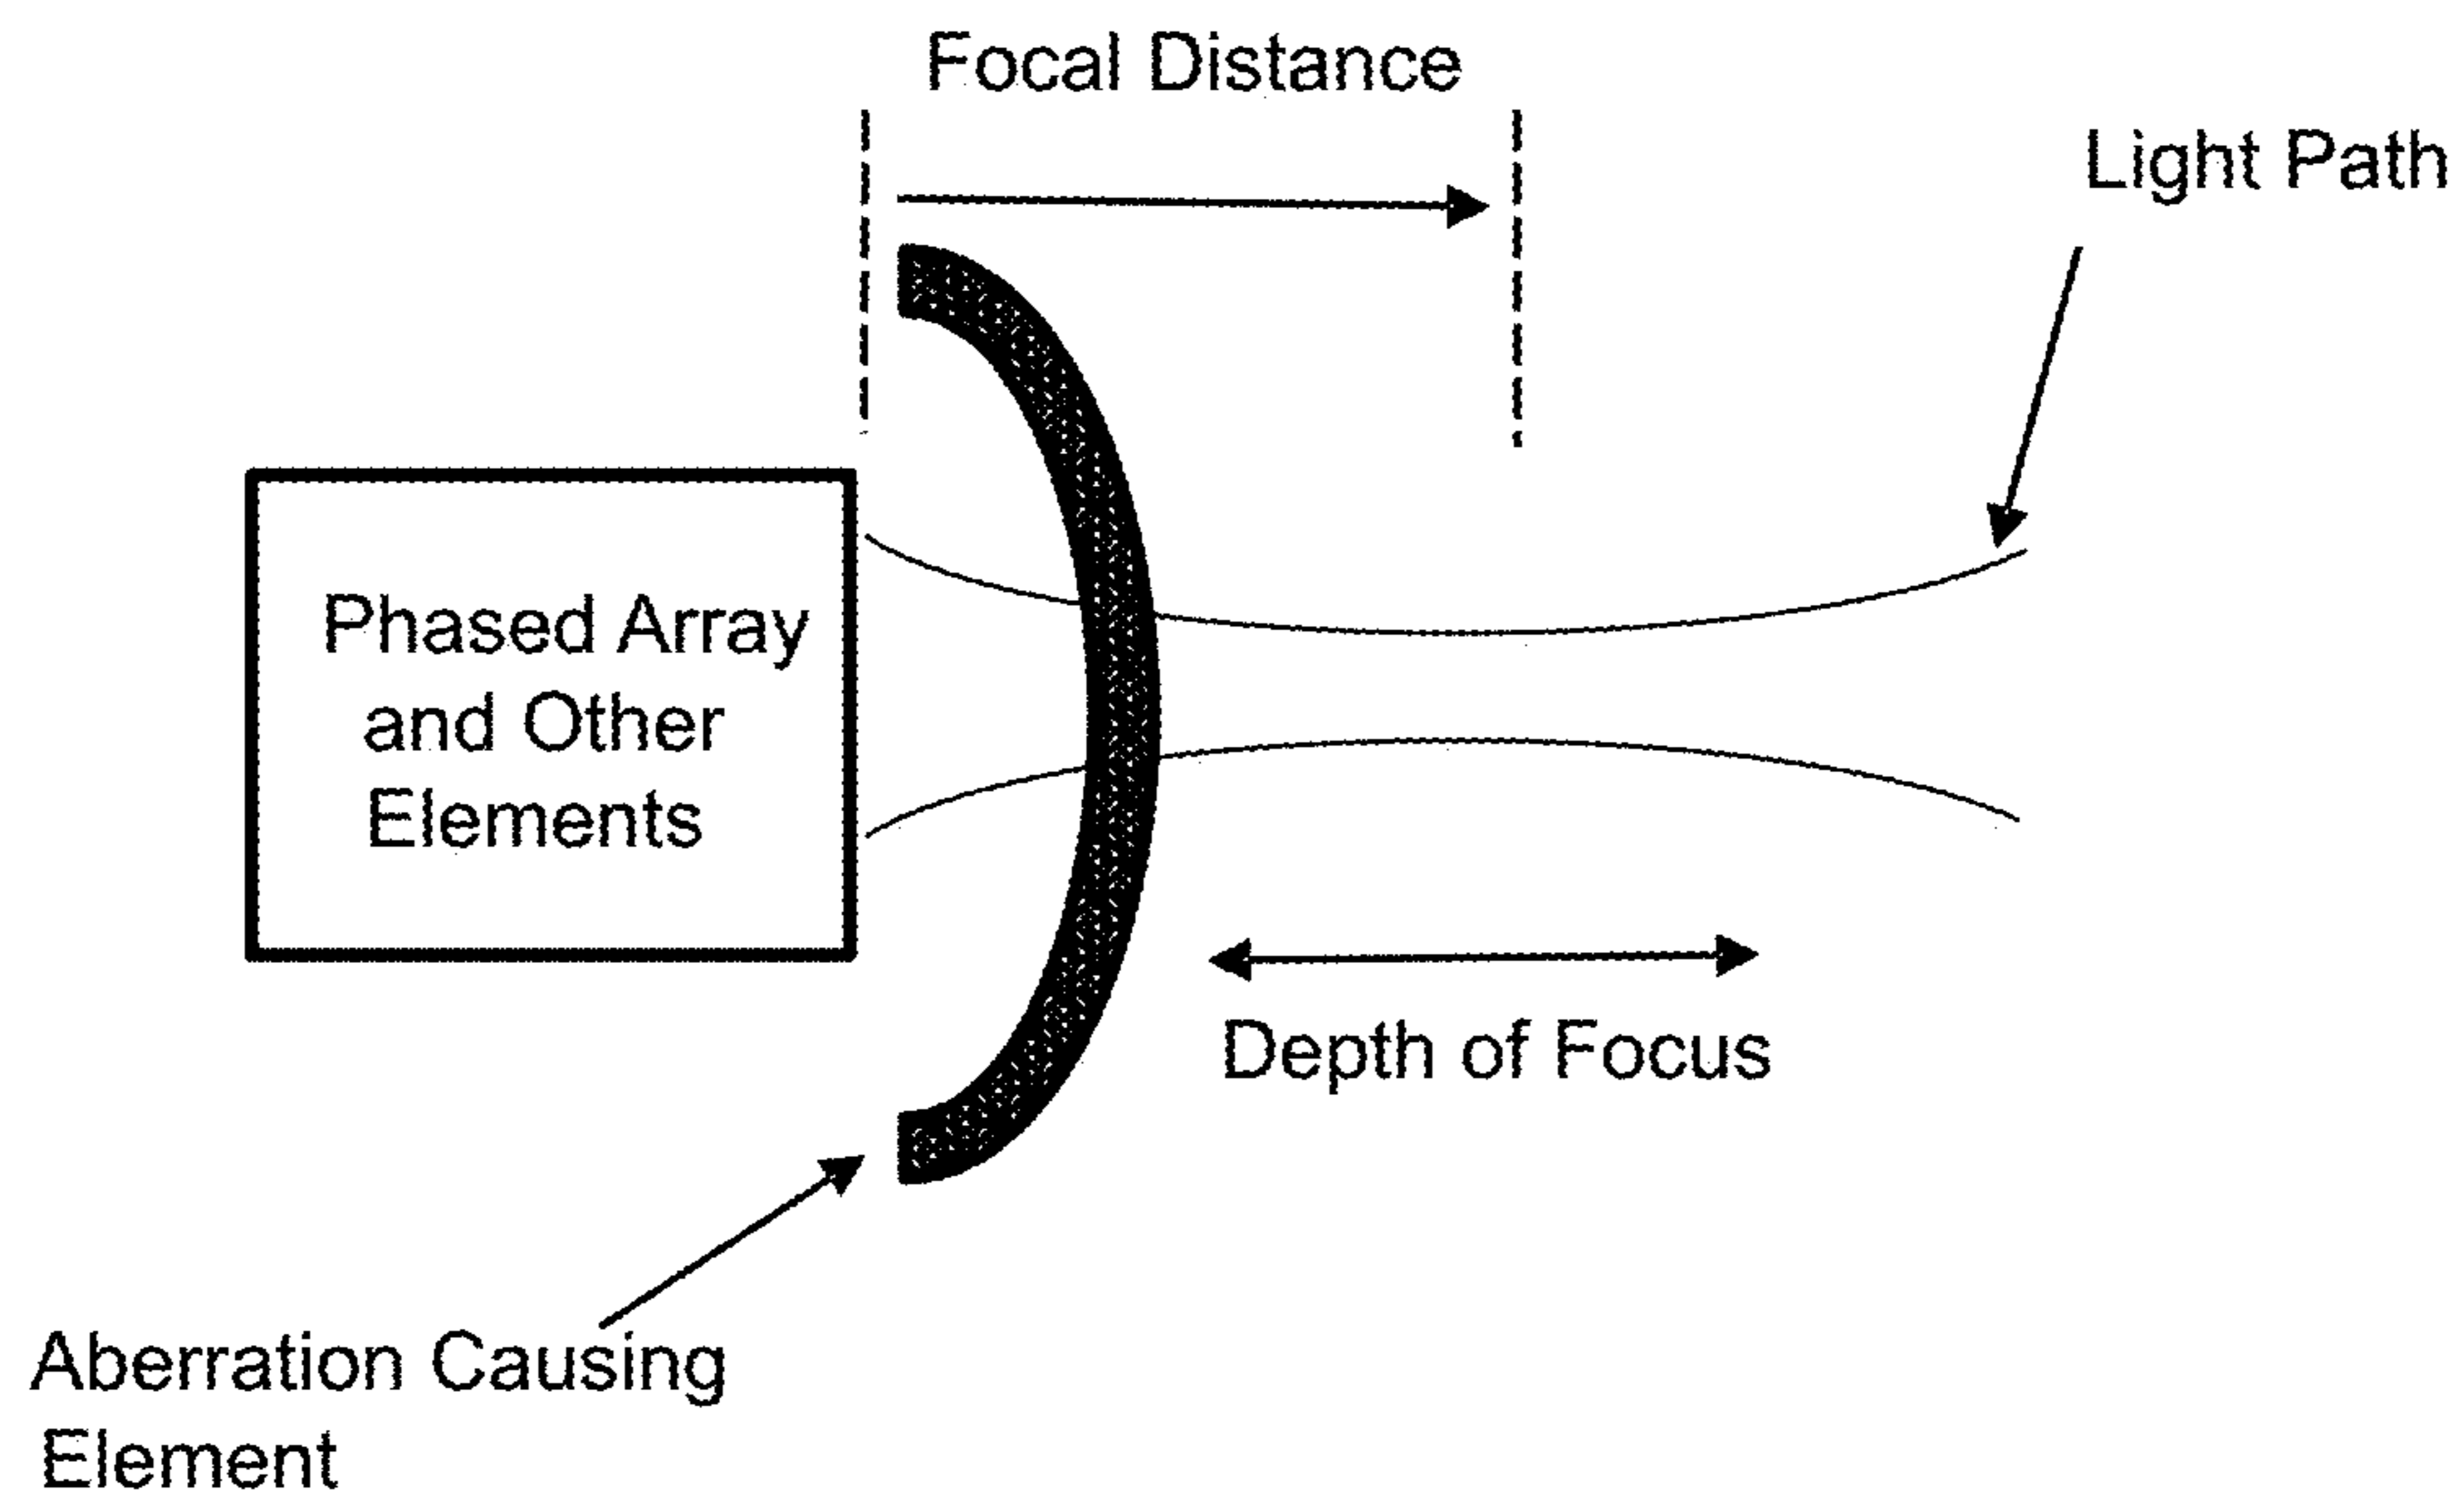 Focal Distance
Light Path
Phased Array
and Other
Elements
Depth of Focus
Aberration Causing
Element